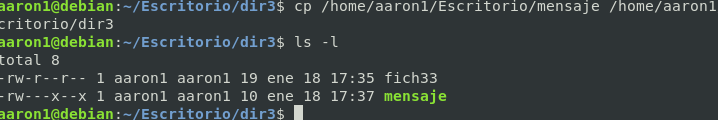 aaron1@debian:~/Escritorio/dir3$ cp /home/aaron1/Escritorio/mensaje /home/aaron1
critorio/dir3
aaron1@debian:~/Escritorio/dir3$ ls -l
total 8
-rw-r--r-- 1 aaron1 aaron1 19 ene 18 17:35 fich33
-rw---x--x 1 aaron1 aaron1 10 ene 18 17:37 mensaje
aaron1@debian:~/Escritorio/dir3$